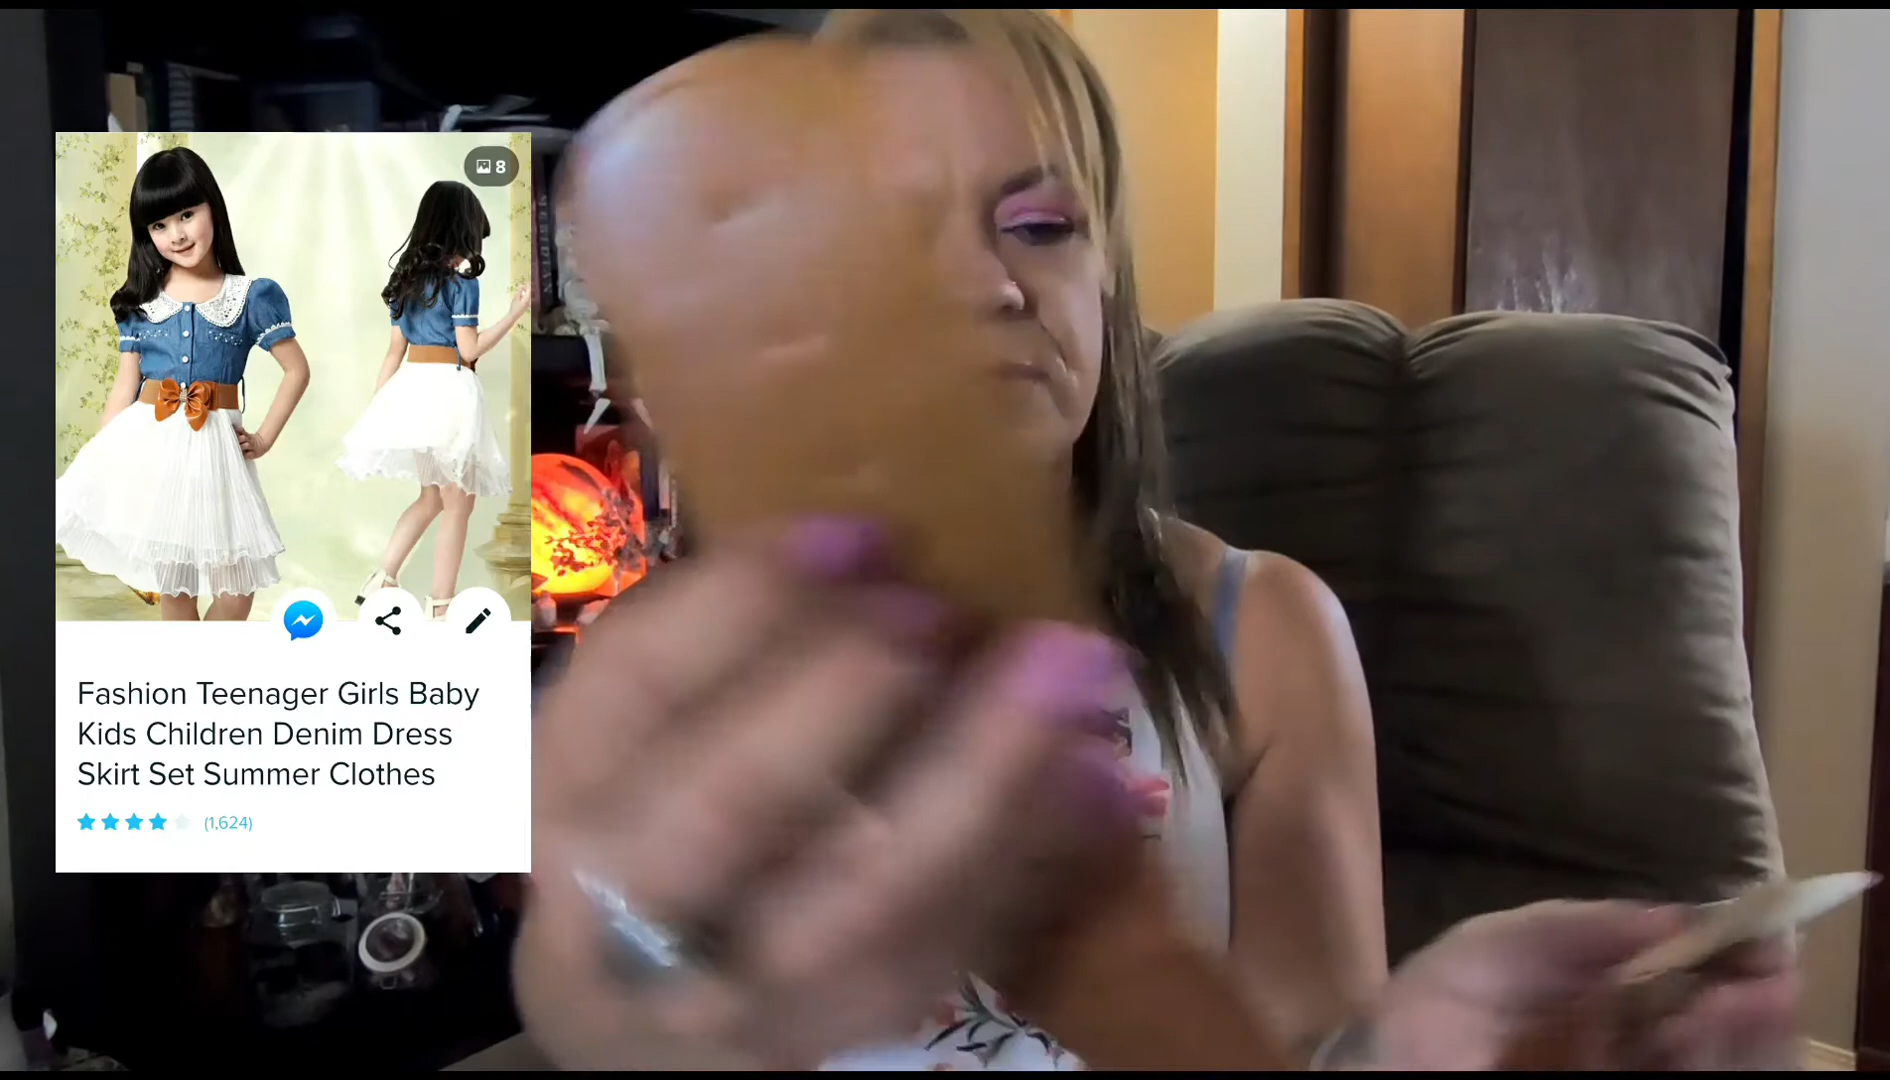 8
Fashion Teenager Girls Baby
Kids Children Denim Dress
Skirt Set Summer Clothes
(1,624)